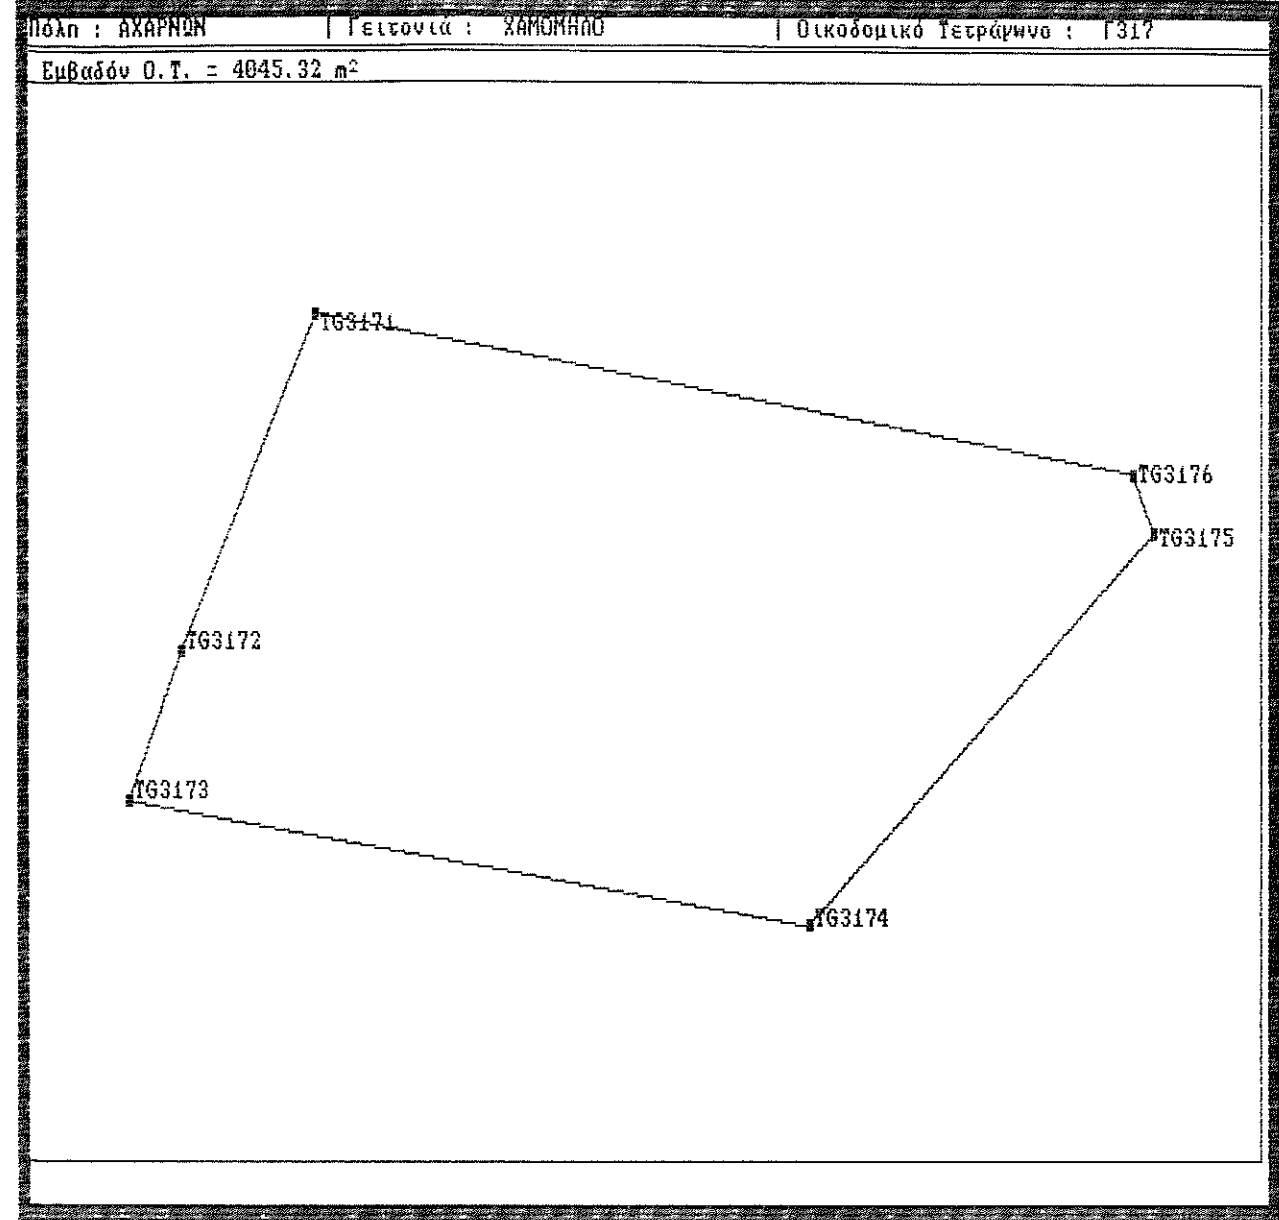 Πόλη : ΑΧΑΡΝΩΝ | Γειτονιά : ΧΑΜΟΜΗΛΟ | Οικοδομικό Τετράγωνο : Γ317
Εμβαδόν Ο.Τ. = 4045.32 m²
TG3171
TG3176
TG3175
TG3172
TG3173
TG3174